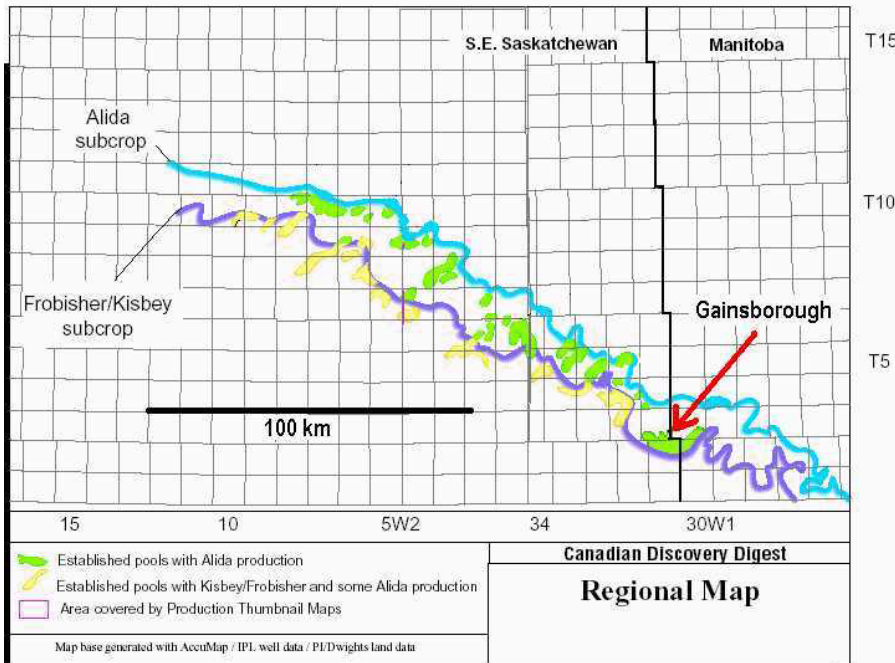 S.E. Saskatchewan
Manitoba
T15
Alida
subcrop
T10
Frobisher/Kisbey
subcrop
Gainsborough
T5
100 km
15
10
5W2
34
30W1
Established pools with Alida production
Established pools with Kisbey/Frobisher and some Alida production
Area covered by Production Thumbnail Maps
Map base generated with AccuMap / IPL well data / PI/Dwights land data
Canadian Discovery Digest
Regional Map